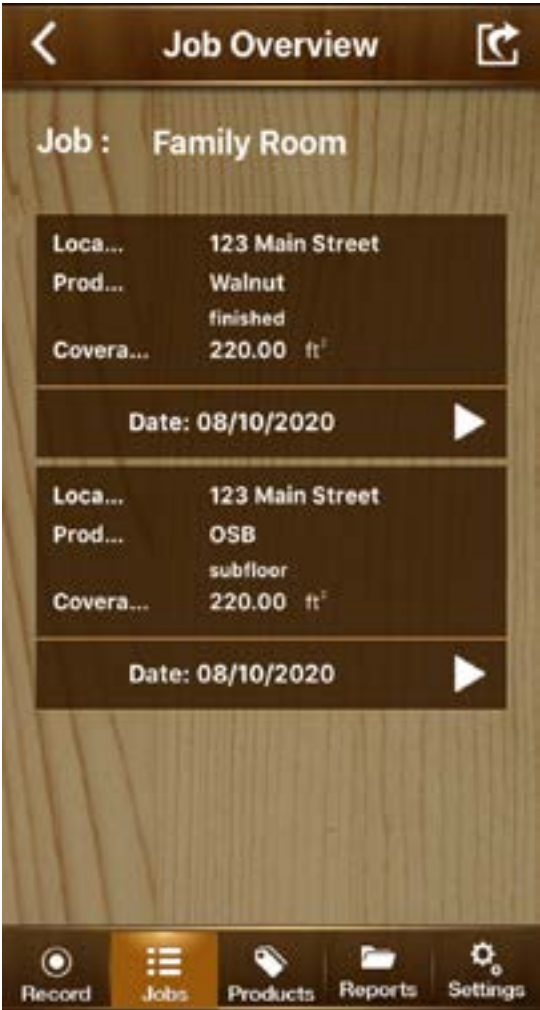 Job Overview
Job : Family Room
Loca... 123 Main Street
Prod... Walnut
finished
Covera... 220.00 ft²
Date: 08/10/2020
Loca... 123 Main Street
Prod... OSB
subfloor
Covera... 220.00 ft²
Date: 08/10/2020
Record Jobs Products Reports Settings